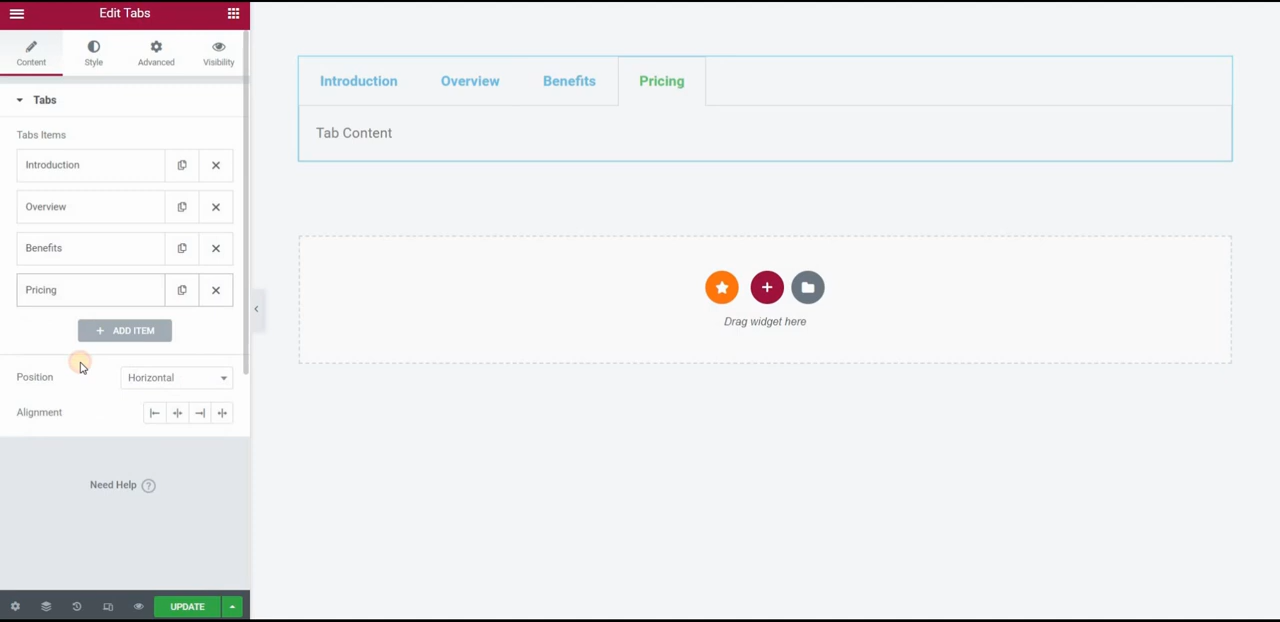 Edit Tabs
Content
Style
Advanced
Visibility
Tabs
Tabs Items
Introduction
Overview
Benefits
Pricing
ADD ITEM
Position
Horizontal
Alignment
Need Help
UPDATE
Introduction
Overview
Benefits
Pricing
Tab Content
Drag widget here